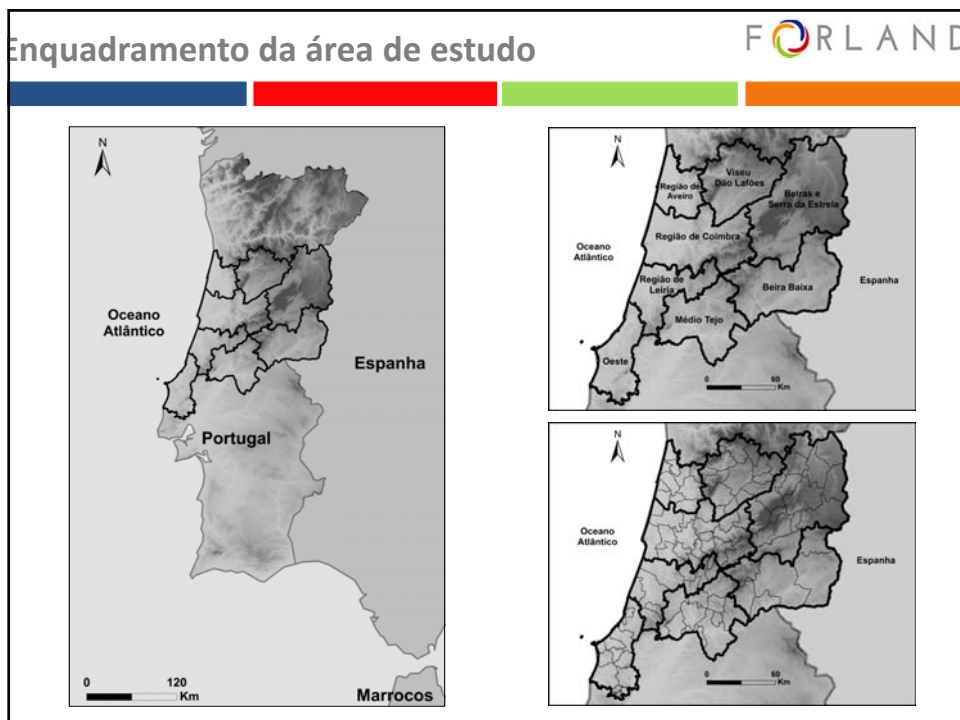 Enquadramento da área de estudo
FORLAND
N
Oceano
Atlântico
Espanha
Portugal
0 120
Km
Marrocos
N
Viseu
Dão Lafões
Região de
Aveiro
Beiras e
Serra da Estrela
Região de Coimbra
Oceano
Atlântico
Região de
Leiria
Beira Baixa
Espanha
Médio Tejo
Oeste
0 60
Km
N
Oceano
Atlântico
Espanha
0 60
Km